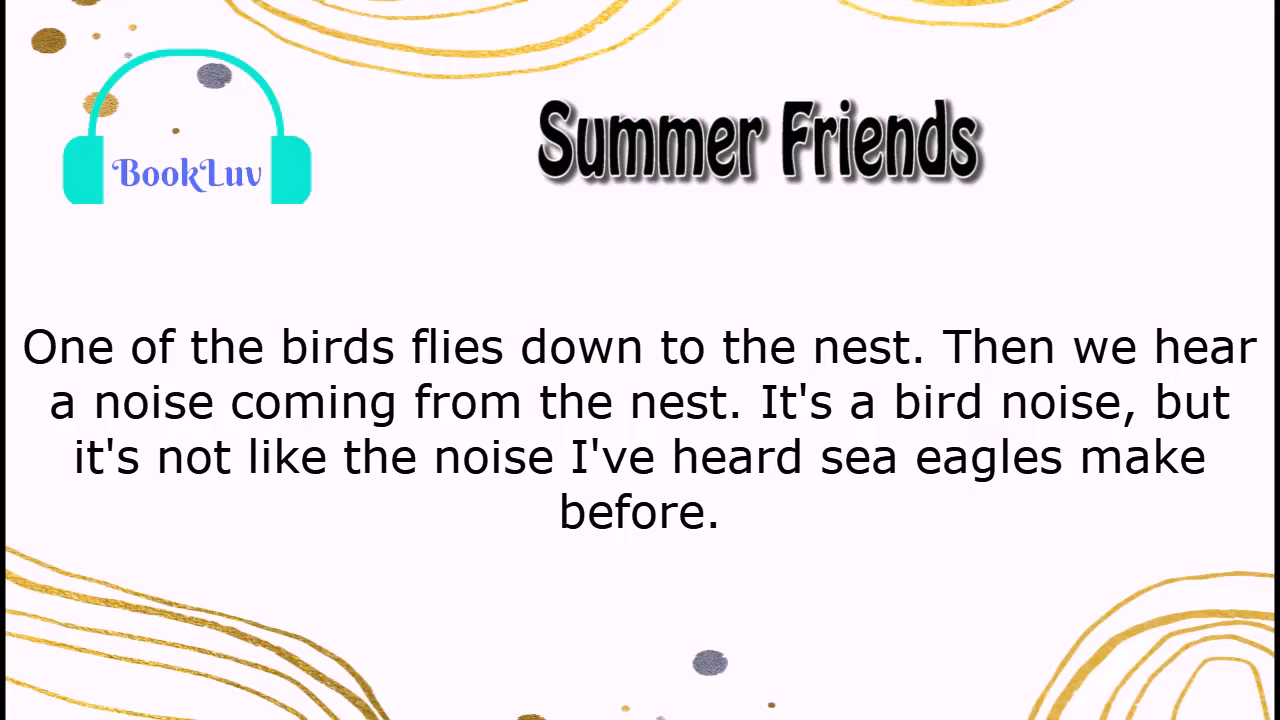 Summer Friends
BookLuv
One of the birds flies down to the nest. Then we hear
a noise coming from the nest. It's a bird noise, but
it's not like the noise I've heard sea eagles make
before.